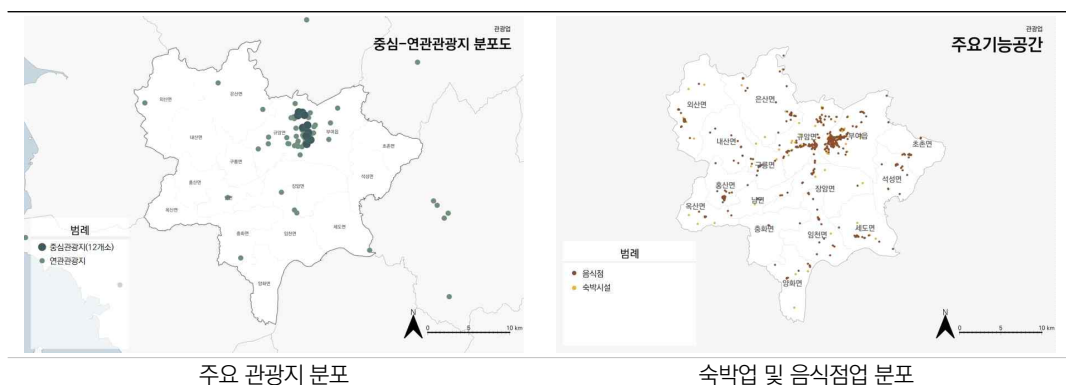 관광업
중심-연관관광지 분포도
외산면
은산면
내산면
규암면
부여읍
초촌면
구룡면
홍산면
석성면
장암면
옥산면
충화면
임천면
세도면
양화면
범례
중심관광지(12개소)
연관관광지
N
0 5 10 km
관광업
주요기능공간
외산면
은산면
규암면
부여읍
내산면
초촌면
구룡면
석성면
홍산면
장암면
옥산면
남면
충화면
임천면
세도면
양화면
범례
음식점
숙박시설
N
0 5 10 km
주요 관광지 분포
숙박업 및 음식점업 분포